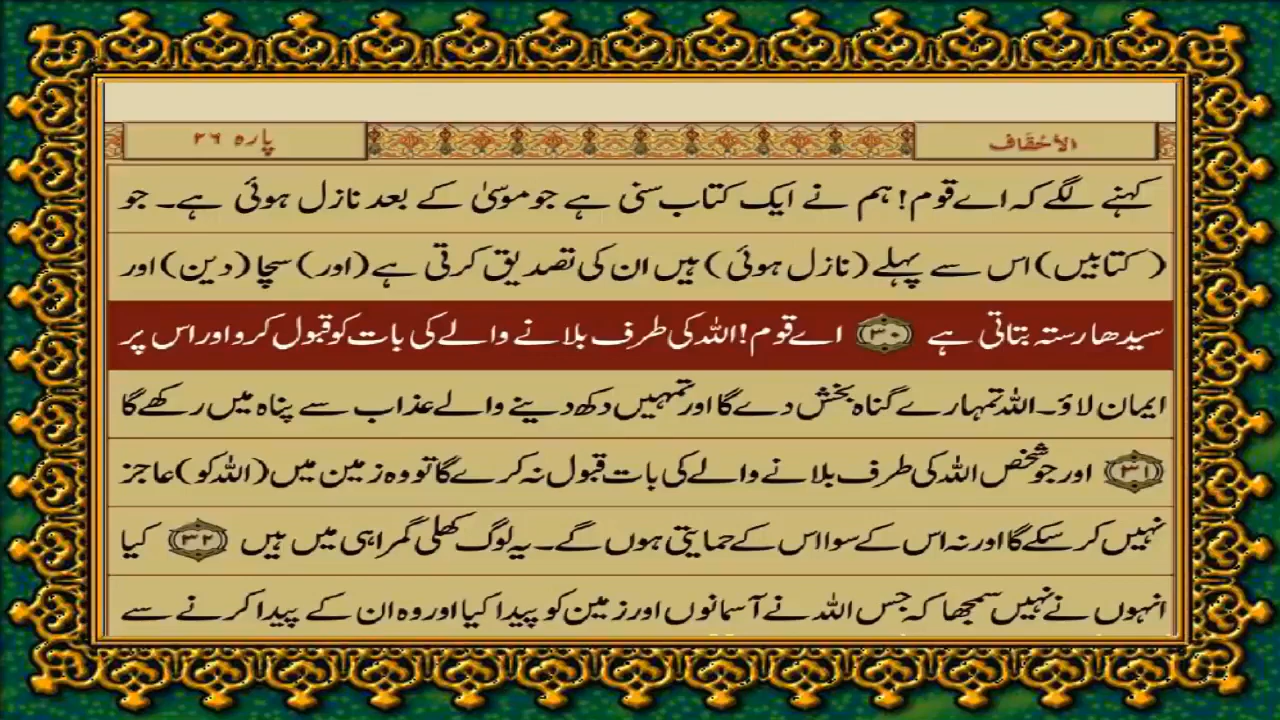 الاحقاف
پارہ ۲۶
کہنے لگے کہ اے قوم! ہم نے ایک کتاب سنی ہے جو موسیٰ کے بعد نازل ہوئی ہے۔ جو
(کتابیں) اس سے پہلے (نازل ہوئی) ہیں ان کی تصدیق کرتی ہے (اور) سچا (دین) اور
سیدھا رستہ بتاتی ہے ۳۰ اے قوم! اللہ کی طرف بلانے والے کی بات کو قبول کرو اور اس پر
ایمان لاؤ۔ اللہ تمہارے گناہ بخش دے گا اور تمہیں دکھ دینے والے عذاب سے پناہ میں رکھے گا
۳۱ اور جو شخص اللہ کی طرف بلانے والے کی بات قبول نہ کرے گا تو وہ زمین میں (اللہ کو) عاجز
نہیں کر سکے گا اور نہ اس کے سوا اس کے حمایتی ہوں گے۔ یہ لوگ کھلی گمراہی میں ہیں ۳۲ کیا
انہوں نے نہیں سمجھا کہ جس اللہ نے آسمانوں اور زمین کو پیدا کیا اور وہ ان کے پیدا کرنے سے